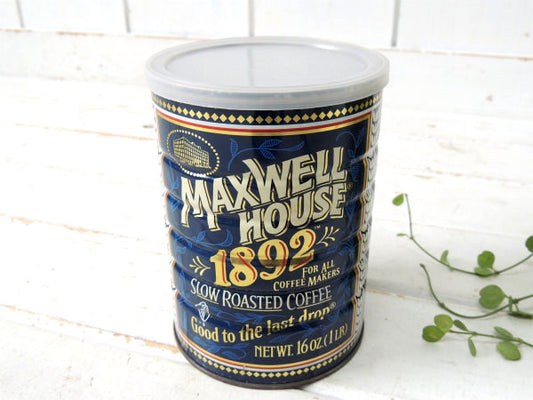 MAXWELL
HOUSE®
1892™
FOR ALL
COFFEE MAKERS
SLOW ROASTED COFFEE
Good to the last drop®
NET WT. 16 OZ. (1 LB)